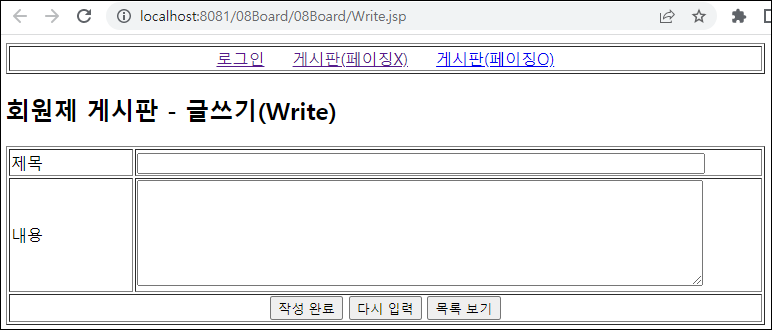 localhost:8081/08Board/08Board/Write.jsp
로그인 게시판(페이징X) 게시판(페이징O)
회원제 게시판 - 글쓰기(Write)
제목
내용
작성 완료 다시 입력 목록 보기